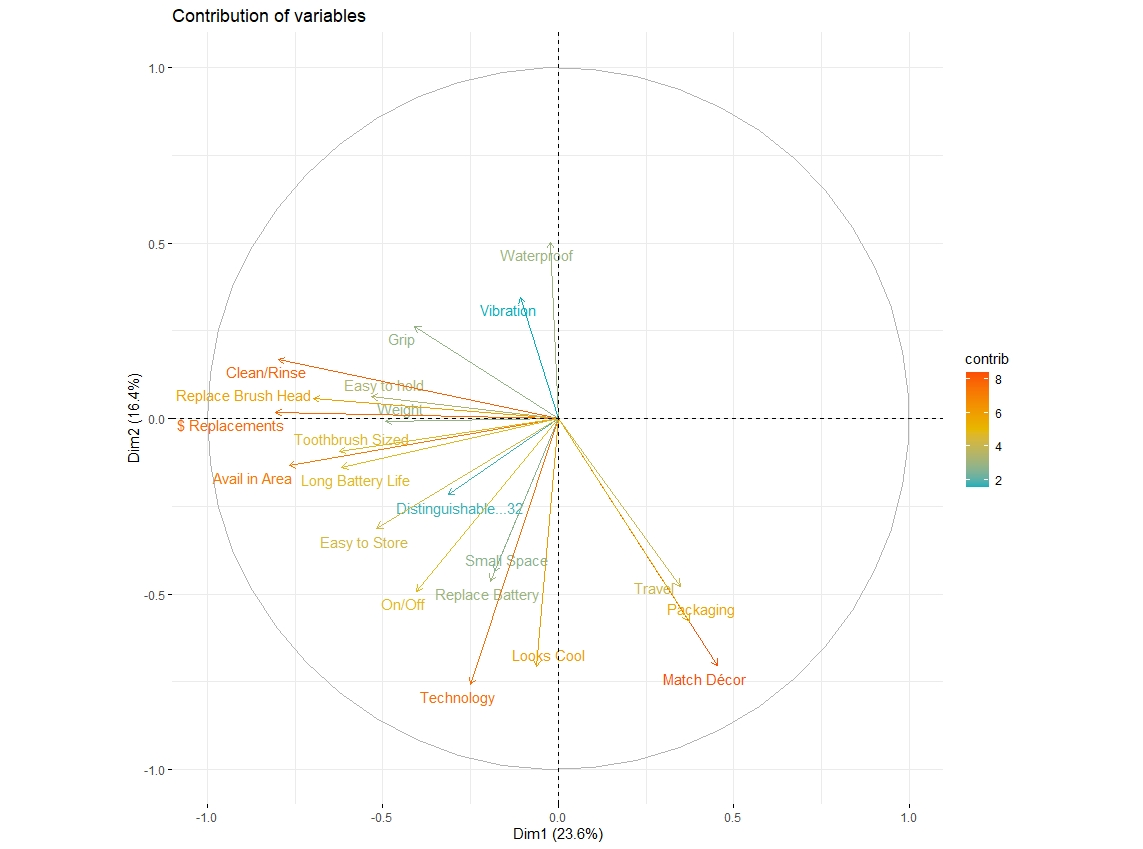 Contribution of variables
1.0
0.5
0.0
-0.5
-1.0
Dim2 (16.4%)
Waterproof
Vibration
Grip
Clean/Rinse
Easy to hold
Replace Brush Head
Weight
$ Replacements
Toothbrush Sized
Avail in Area
Long Battery Life
Distinguishable...32
Easy to Store
Small Space
Travel
Replace Battery
On/Off
Packaging
Looks Cool
Match Décor
Technology
-1.0
-0.5
0.0
0.5
1.0
Dim1 (23.6%)
contrib
8
6
4
2